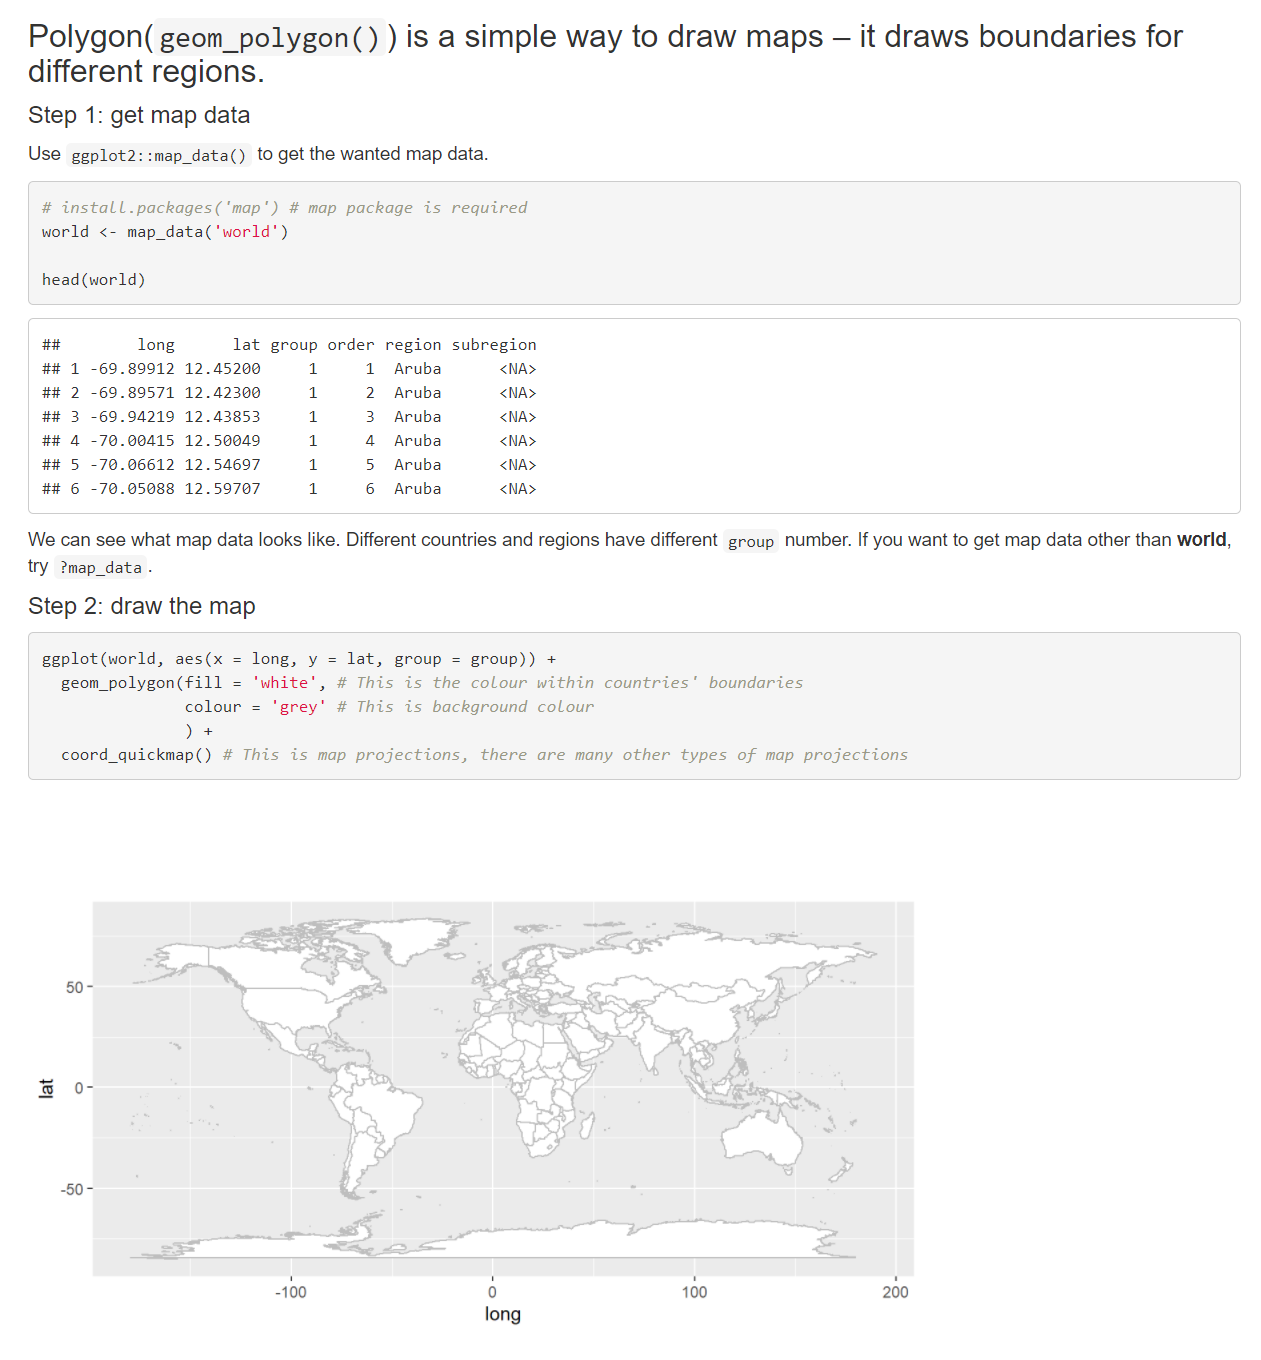 Polygon( geom_polygon() ) is a simple way to draw maps – it draws boundaries for
different regions.
Step 1: get map data
Use ggplot2::map_data() to get the wanted map data.
# install.packages('map') # map package is required
world <- map_data('world')
head(world)
##        long      lat group order region subregion
## 1 -69.89912 12.45200     1     1  Aruba      <NA>
## 2 -69.89571 12.42300     1     2  Aruba      <NA>
## 3 -69.94219 12.43853     1     3  Aruba      <NA>
## 4 -70.00415 12.50049     1     4  Aruba      <NA>
## 5 -70.06612 12.54697     1     5  Aruba      <NA>
## 6 -70.05088 12.59707     1     6  Aruba      <NA>
We can see what map data looks like. Different countries and regions have different group number. If you want to get map data other than world,
try ?map_data .
Step 2: draw the map
ggplot(world, aes(x = long, y = lat, group = group)) +
  geom_polygon(fill = 'white', # This is the colour within countries' boundaries
               colour = 'grey' # This is background colour
               ) +
  coord_quickmap() # This is map projections, there are many other types of map projections
50
0
-50
lat
-100 0 100 200
long